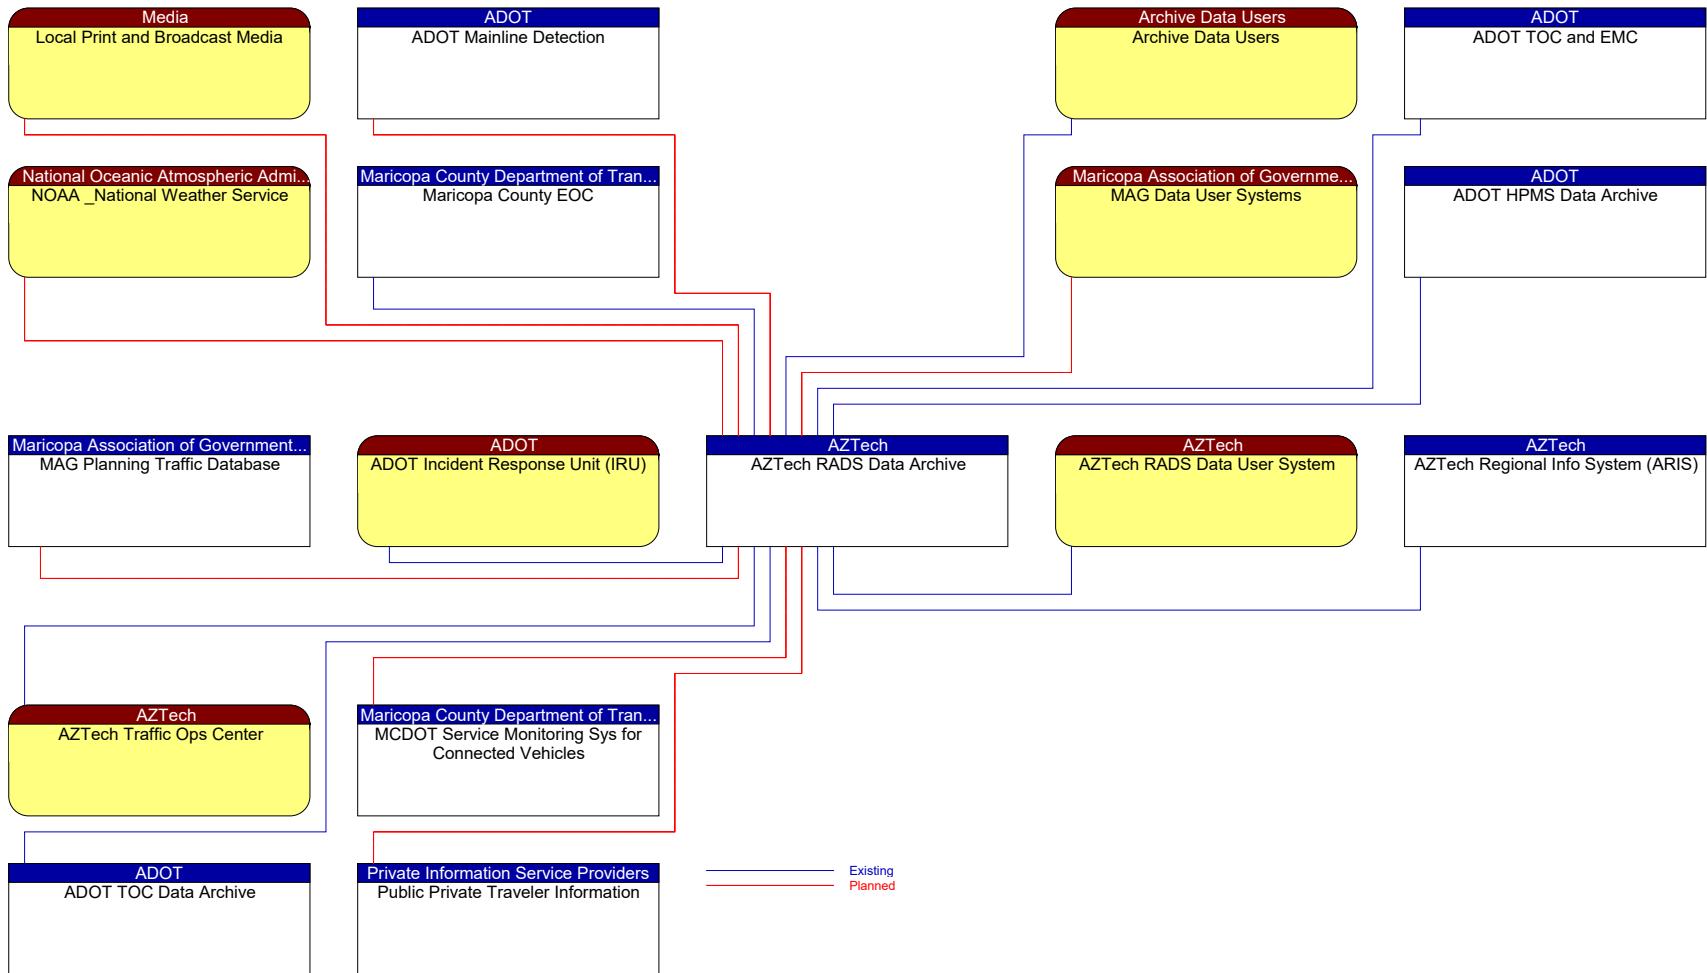 Media
Local Print and Broadcast Media
ADOT
ADOT Mainline Detection
Archive Data Users
Archive Data Users
ADOT
ADOT TOC and EMC
National Oceanic Atmospheric Admi...
NOAA _National Weather Service
Maricopa County Department of Tran...
Maricopa County EOC
Maricopa Association of Governme...
MAG Data User Systems
ADOT
ADOT HPMS Data Archive
Maricopa Association of Government...
MAG Planning Traffic Database
ADOT
ADOT Incident Response Unit (IRU)
AZTech
AZTech RADS Data Archive
AZTech
AZTech RADS Data User System
AZTech
AZTech Regional Info System (ARIS)
AZTech
AZTech Traffic Ops Center
Maricopa County Department of Tran...
MCDOT Service Monitoring Sys for
Connected Vehicles
ADOT
ADOT TOC Data Archive
Private Information Service Providers
Public Private Traveler Information
Existing
Planned